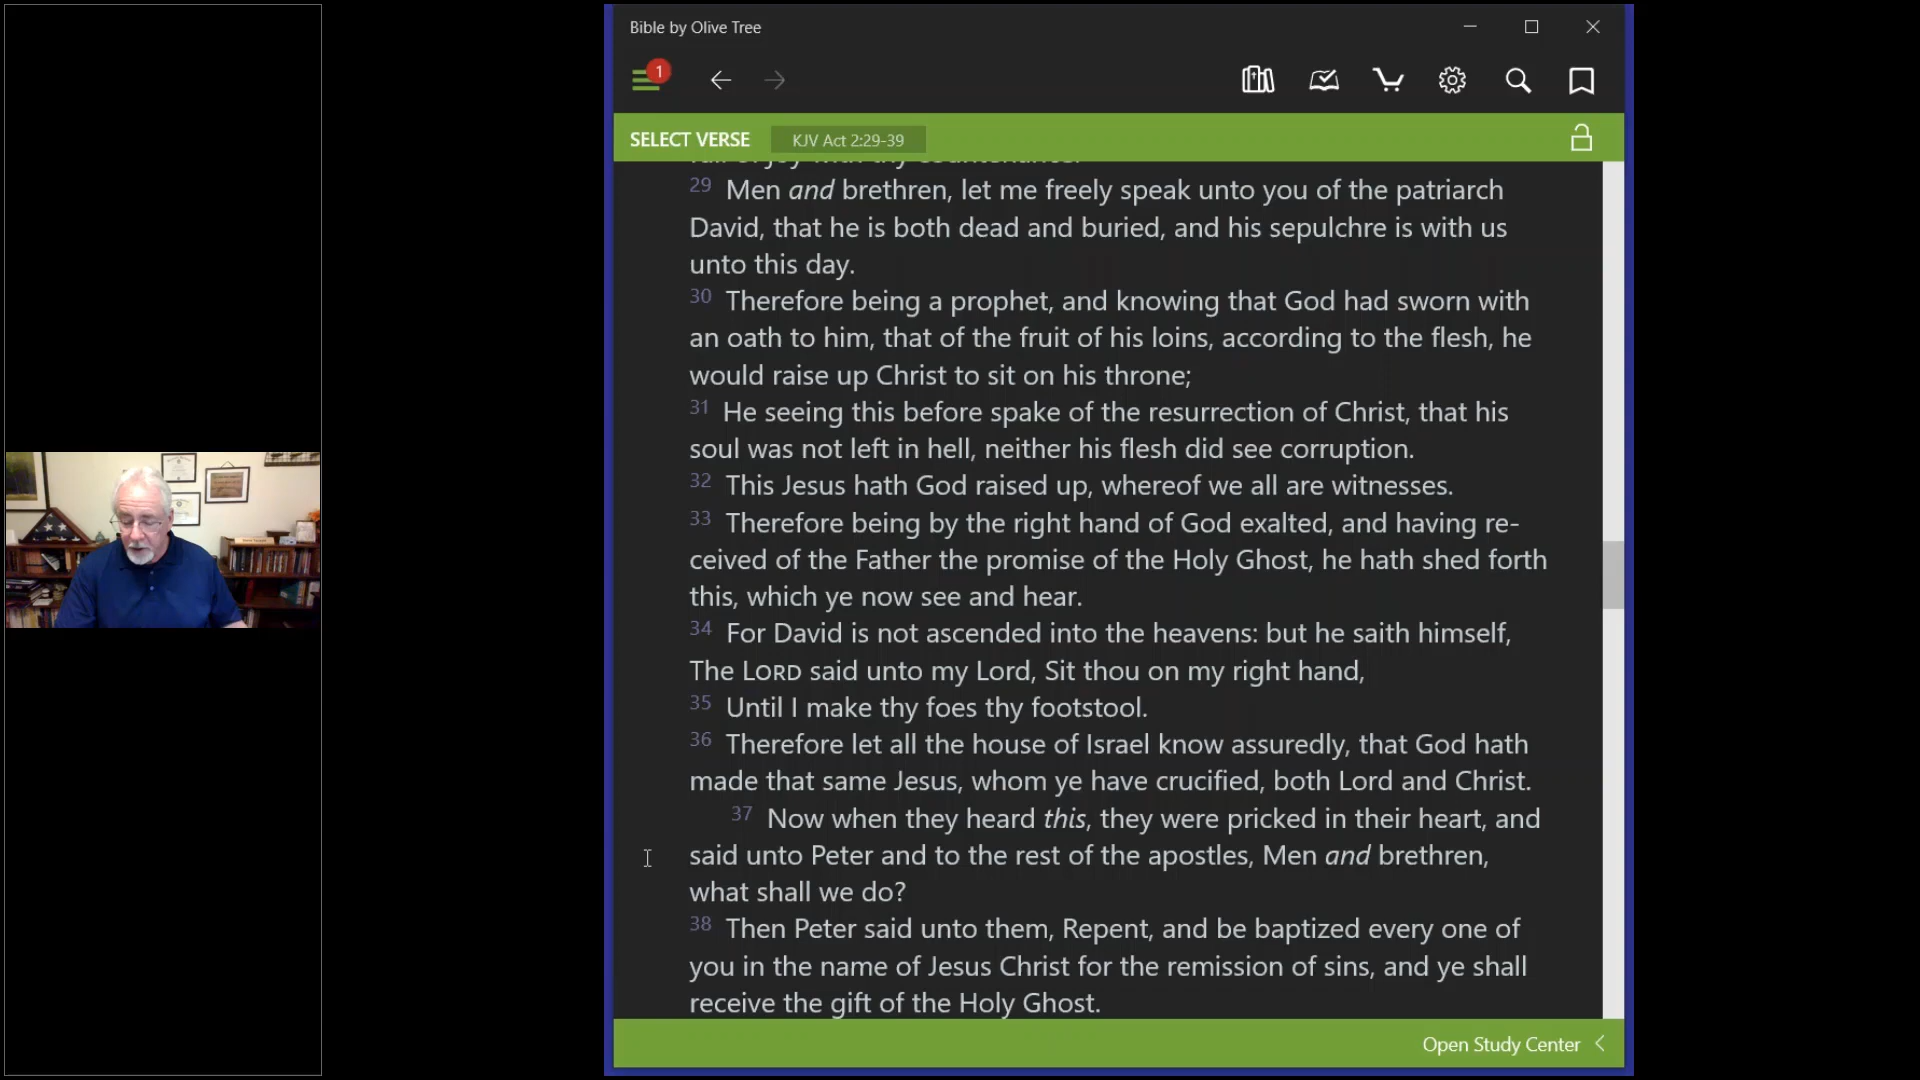 Bible by Olive Tree
1
SELECT VERSE KJV Act 2:29-39
full of joy with thy countenance.
29 Men and brethren, let me freely speak unto you of the patriarch
David, that he is both dead and buried, and his sepulchre is with us
unto this day.
30 Therefore being a prophet, and knowing that God had sworn with
an oath to him, that of the fruit of his loins, according to the flesh, he
would raise up Christ to sit on his throne;
31 He seeing this before spake of the resurrection of Christ, that his
soul was not left in hell, neither his flesh did see corruption.
32 This Jesus hath God raised up, whereof we all are witnesses.
33 Therefore being by the right hand of God exalted, and having re-
ceived of the Father the promise of the Holy Ghost, he hath shed forth
this, which ye now see and hear.
34 For David is not ascended into the heavens: but he saith himself,
The LORD said unto my Lord, Sit thou on my right hand,
35 Until I make thy foes thy footstool.
36 Therefore let all the house of Israel know assuredly, that God hath
made that same Jesus, whom ye have crucified, both Lord and Christ.
37 Now when they heard this, they were pricked in their heart, and
said unto Peter and to the rest of the apostles, Men and brethren,
what shall we do?
38 Then Peter said unto them, Repent, and be baptized every one of
you in the name of Jesus Christ for the remission of sins, and ye shall
receive the gift of the Holy Ghost.
Open Study Center